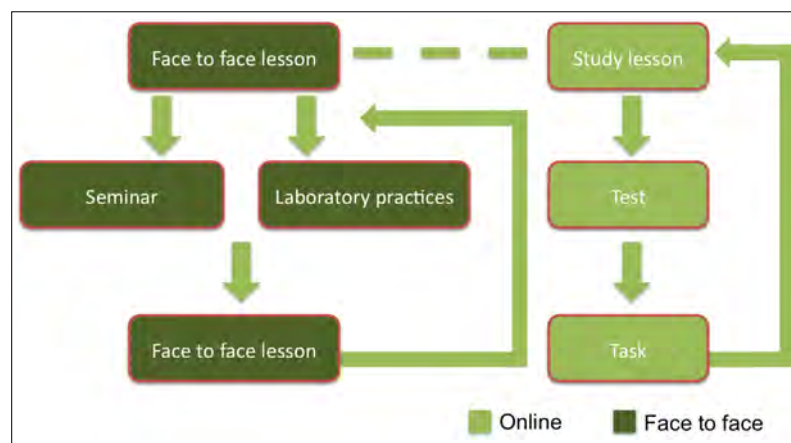 Face to face lesson
Study lesson
Seminar
Laboratory practices
Test
Face to face lesson
Task
Online
Face to face